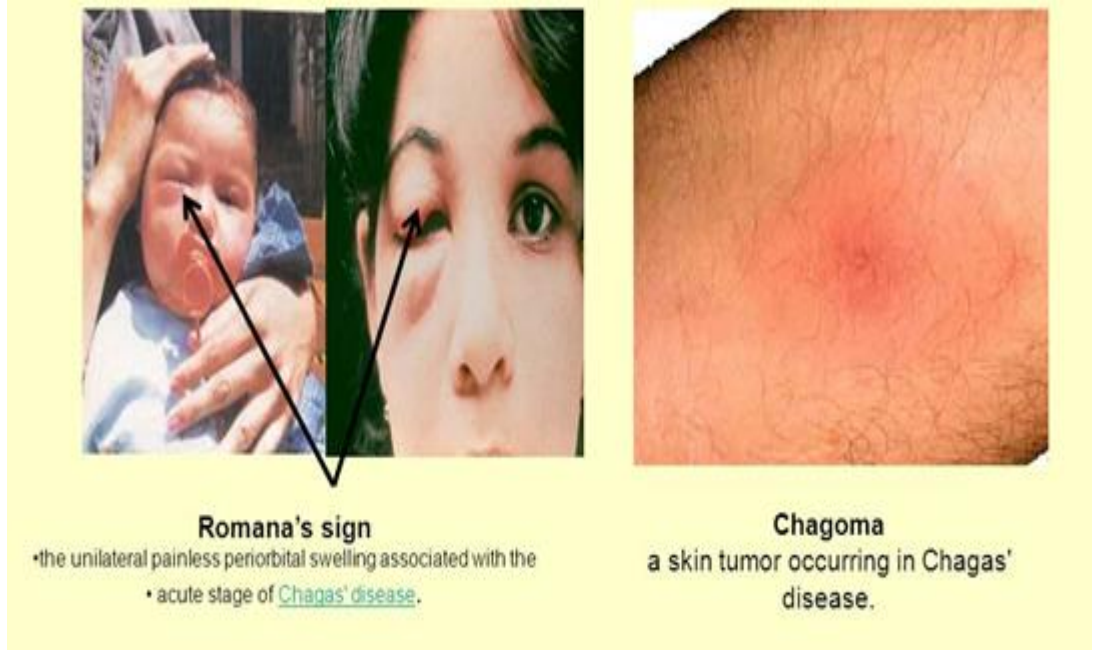 Romana's sign
•the unilateral painless periorbital swelling associated with the
• acute stage of Chagas' disease.
Chagoma
a skin tumor occurring in Chagas'
disease.